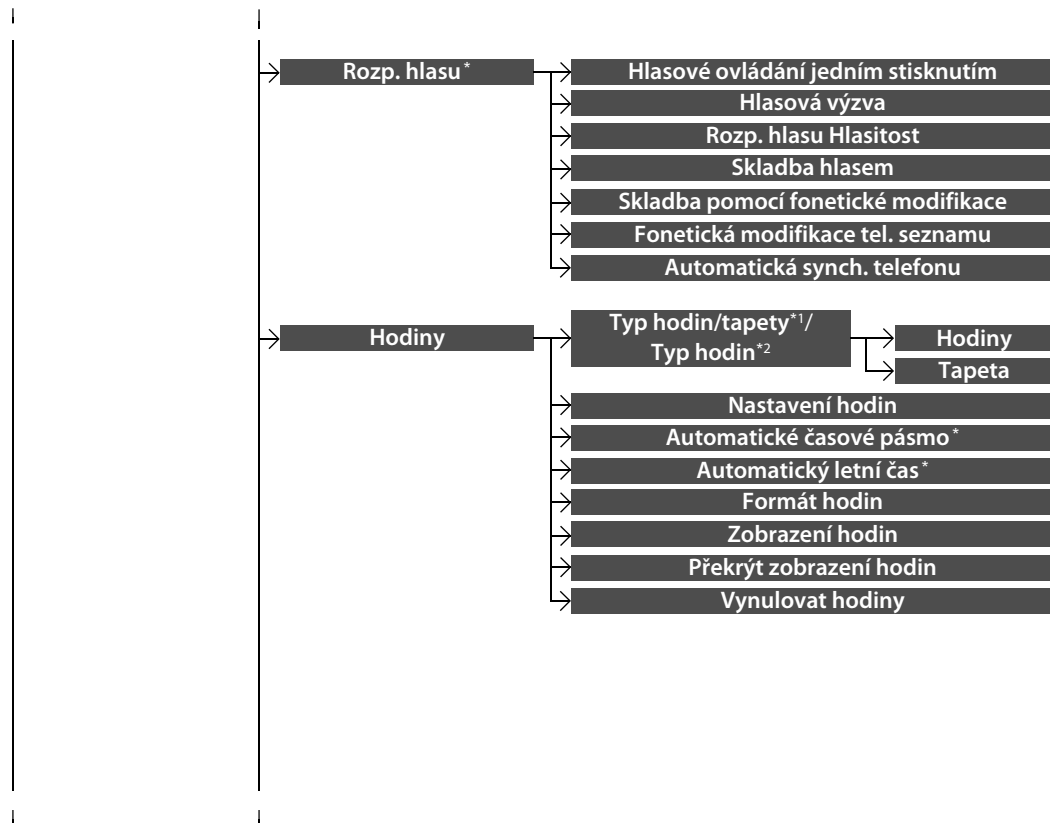 Rozp. hlasu*
Hlasové ovládání jedním stisknutím
Hlasová výzva
Rozp. hlasu Hlasitost
Skladba hlasem
Skladba pomocí fonetické modifikace
Fonetická modifikace tel. seznamu
Automatická synch. telefonu
Hodiny
Typ hodin/tapety*1/
Typ hodin*2
Hodiny
Tapeta
Nastavení hodin
Automatické časové pásmo*
Automatický letní čas*
Formát hodin
Zobrazení hodin
Překrýt zobrazení hodin
Vynulovat hodiny